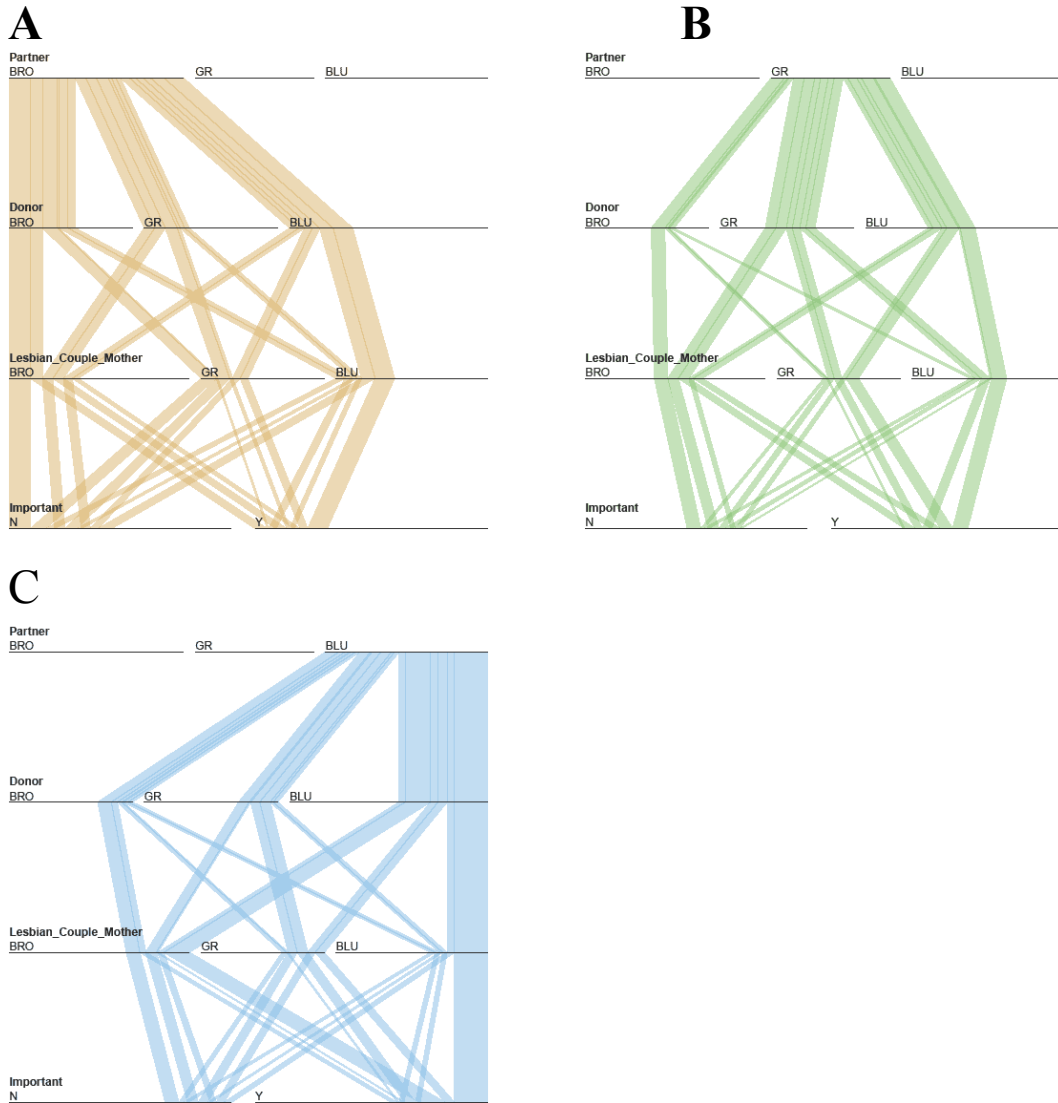 A
B
Partner
BRO GR BLU
Donor
BRO GR BLU
Lesbian_Couple_Mother
BRO GR BLU
Important
N Y
Partner
BRO GR BLU
Donor
BRO GR BLU
Lesbian_Couple_Mother
BRO GR BLU
Important
N Y
C
Partner
BRO GR BLU
Donor
BRO GR BLU
Lesbian_Couple_Mother
BRO GR BLU
Important
N Y